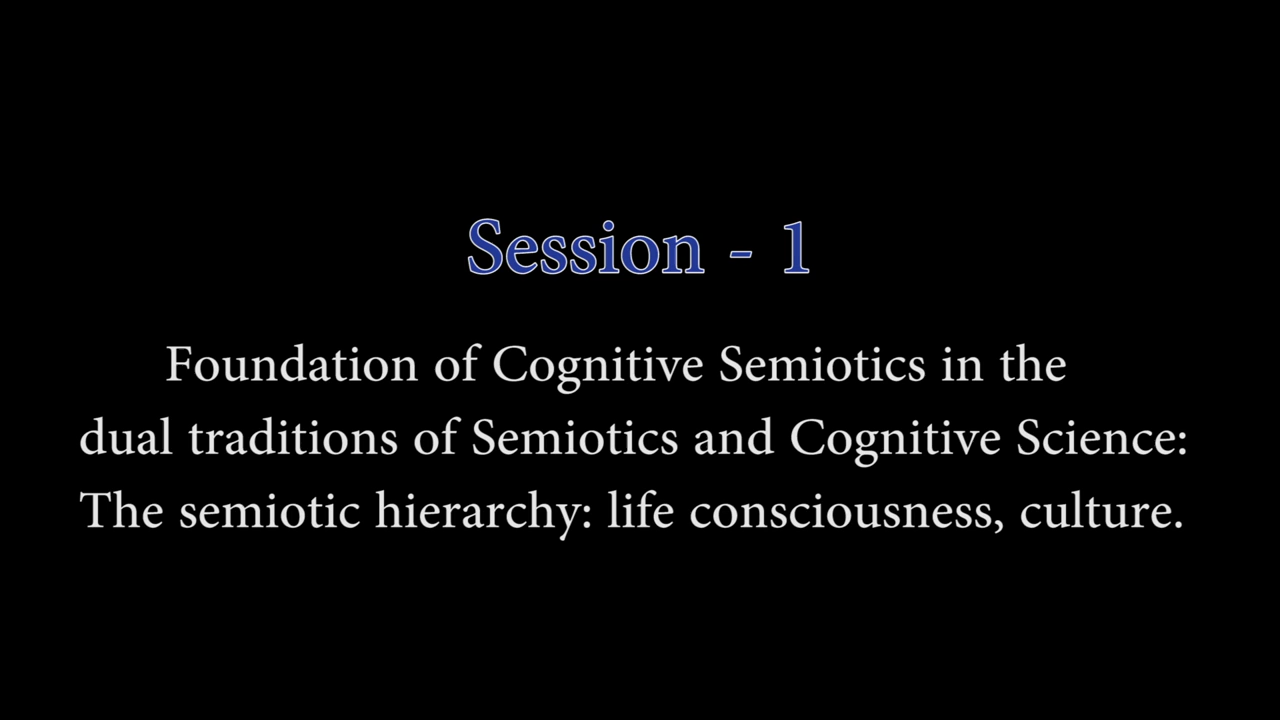 Session - 1
Foundation of Cognitive Semiotics in the
dual traditions of Semiotics and Cognitive Science:
The semiotic hierarchy: life consciousness, culture.